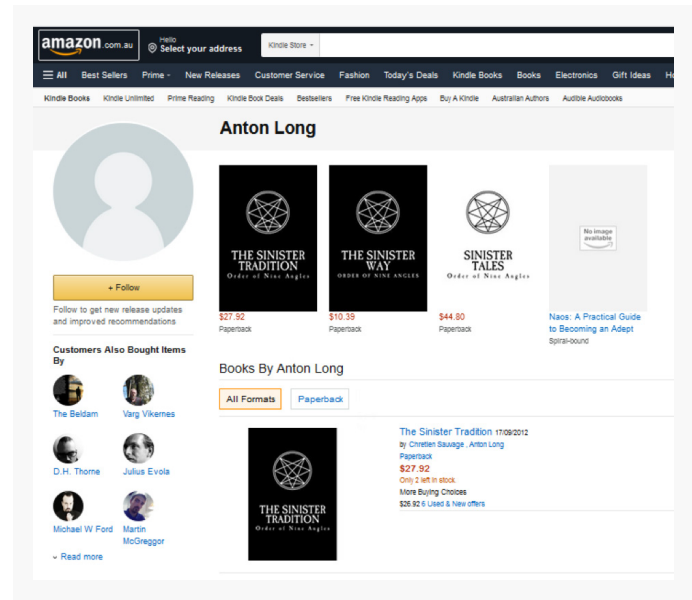 amazon.com.au
Hello
Select your address
Kindle Store
All Best Sellers Prime New Releases Customer Service Fashion Today's Deals Kindle Books Books Electronics Gift Ideas Ho
Kindle Books Kindle Unlimited Prime Reading Kindle Book Deals Bestsellers Free Kindle Reading Apps Buy A Kindle Australian Authors Audible Audiobooks
Anton Long
THE SINISTER
TRADITION
Order of Nine Angles
THE SINISTER
WAY
ORDER OF NINE ANGLES
SINISTER
TALES
Order of Nine Angles
No image
available
$27.92
Paperback
$10.39
Paperback
$44.80
Paperback
Naos: A Practical Guide
to Becoming an Adept
Spiral-bound
+ Follow
Follow to get new release updates
and improved recommendations
Customers Also Bought Items
By
The Beldam
Varg Vikernes
D.H. Thorne
Julius Evola
Michael W Ford
Martin
McGreggor
Read more
Books By Anton Long
All Formats
Paperback
THE SINISTER
TRADITION
Order of Nine Angles
The Sinister Tradition 17/09/2012
by Chretien Sauvage , Anton Long
Paperback
$27.92
Only 2 left in stock
More Buying Choices
$26.92 6 Used & New offers